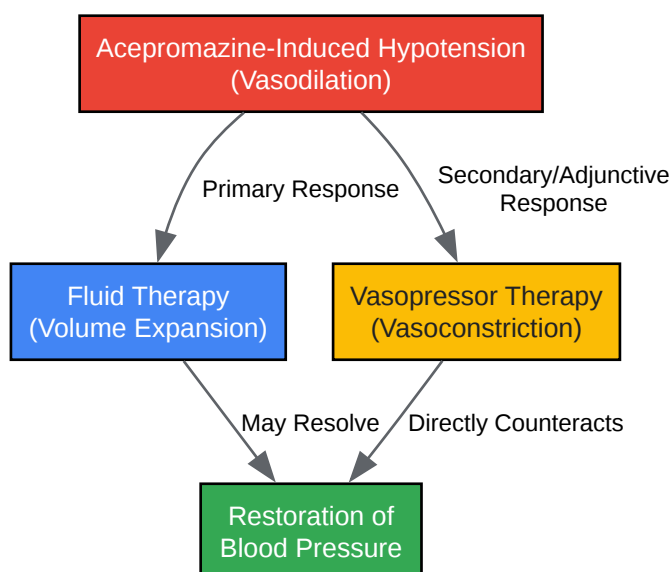 Acepromazine-Induced Hypotension
(Vasodilation)
Primary Response
Secondary/Adjunctive
Response
Fluid Therapy
(Volume Expansion)
Vasopressor Therapy
(Vasoconstriction)
May Resolve
Directly Counteracts
Restoration of
Blood Pressure